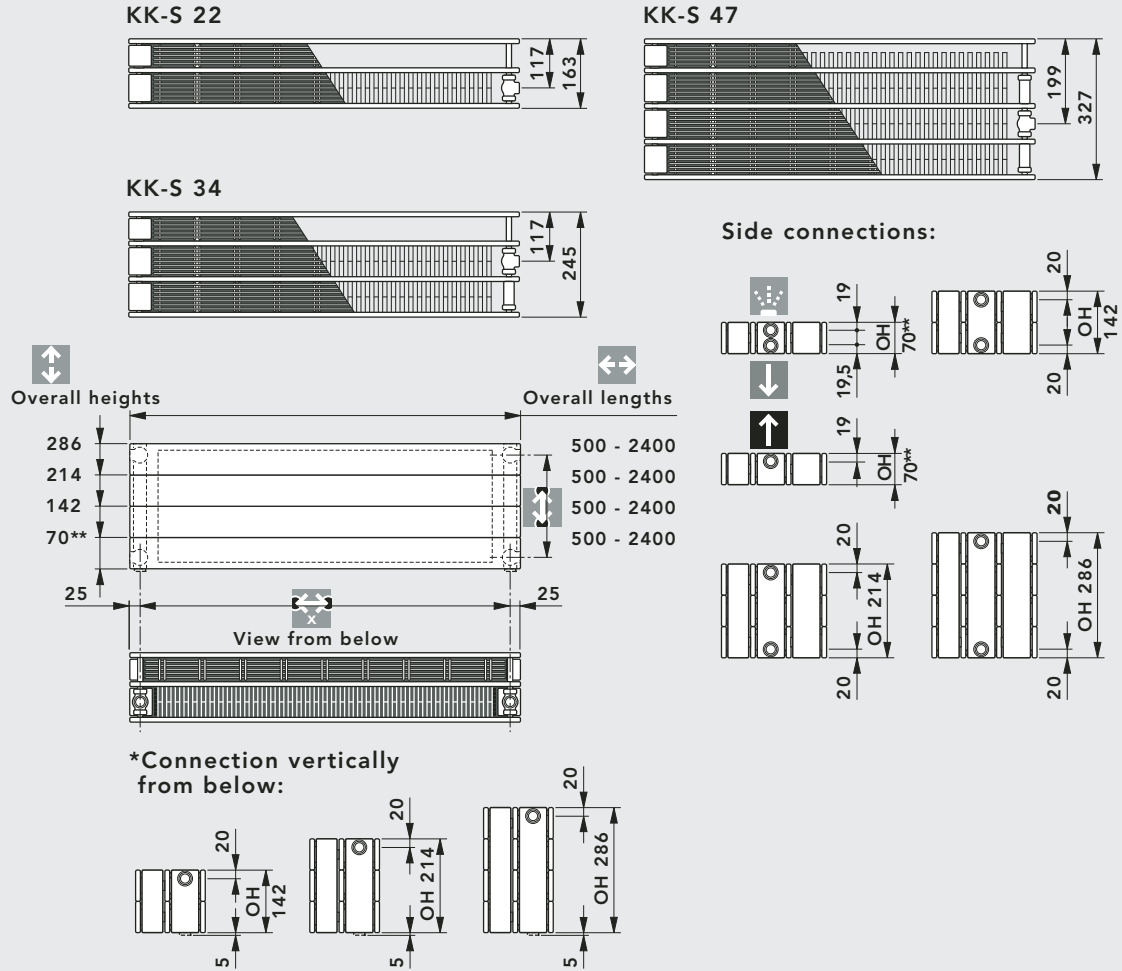 KK-S 22
117
163
KK-S 47
199
327
KK-S 34
117
245
Side connections:
19
OH
70**
19,5
20
OH
142
20
19
OH
70**
Overall heights
Overall lengths
286
500 - 2400
214
500 - 2400
142
500 - 2400
70**
500 - 2400
25
x
25
View from below
20
OH 214
20
20
OH 286
20
*Connection vertically
from below:
20
OH
142
5
20
OH 214
5
20
OH 286
5